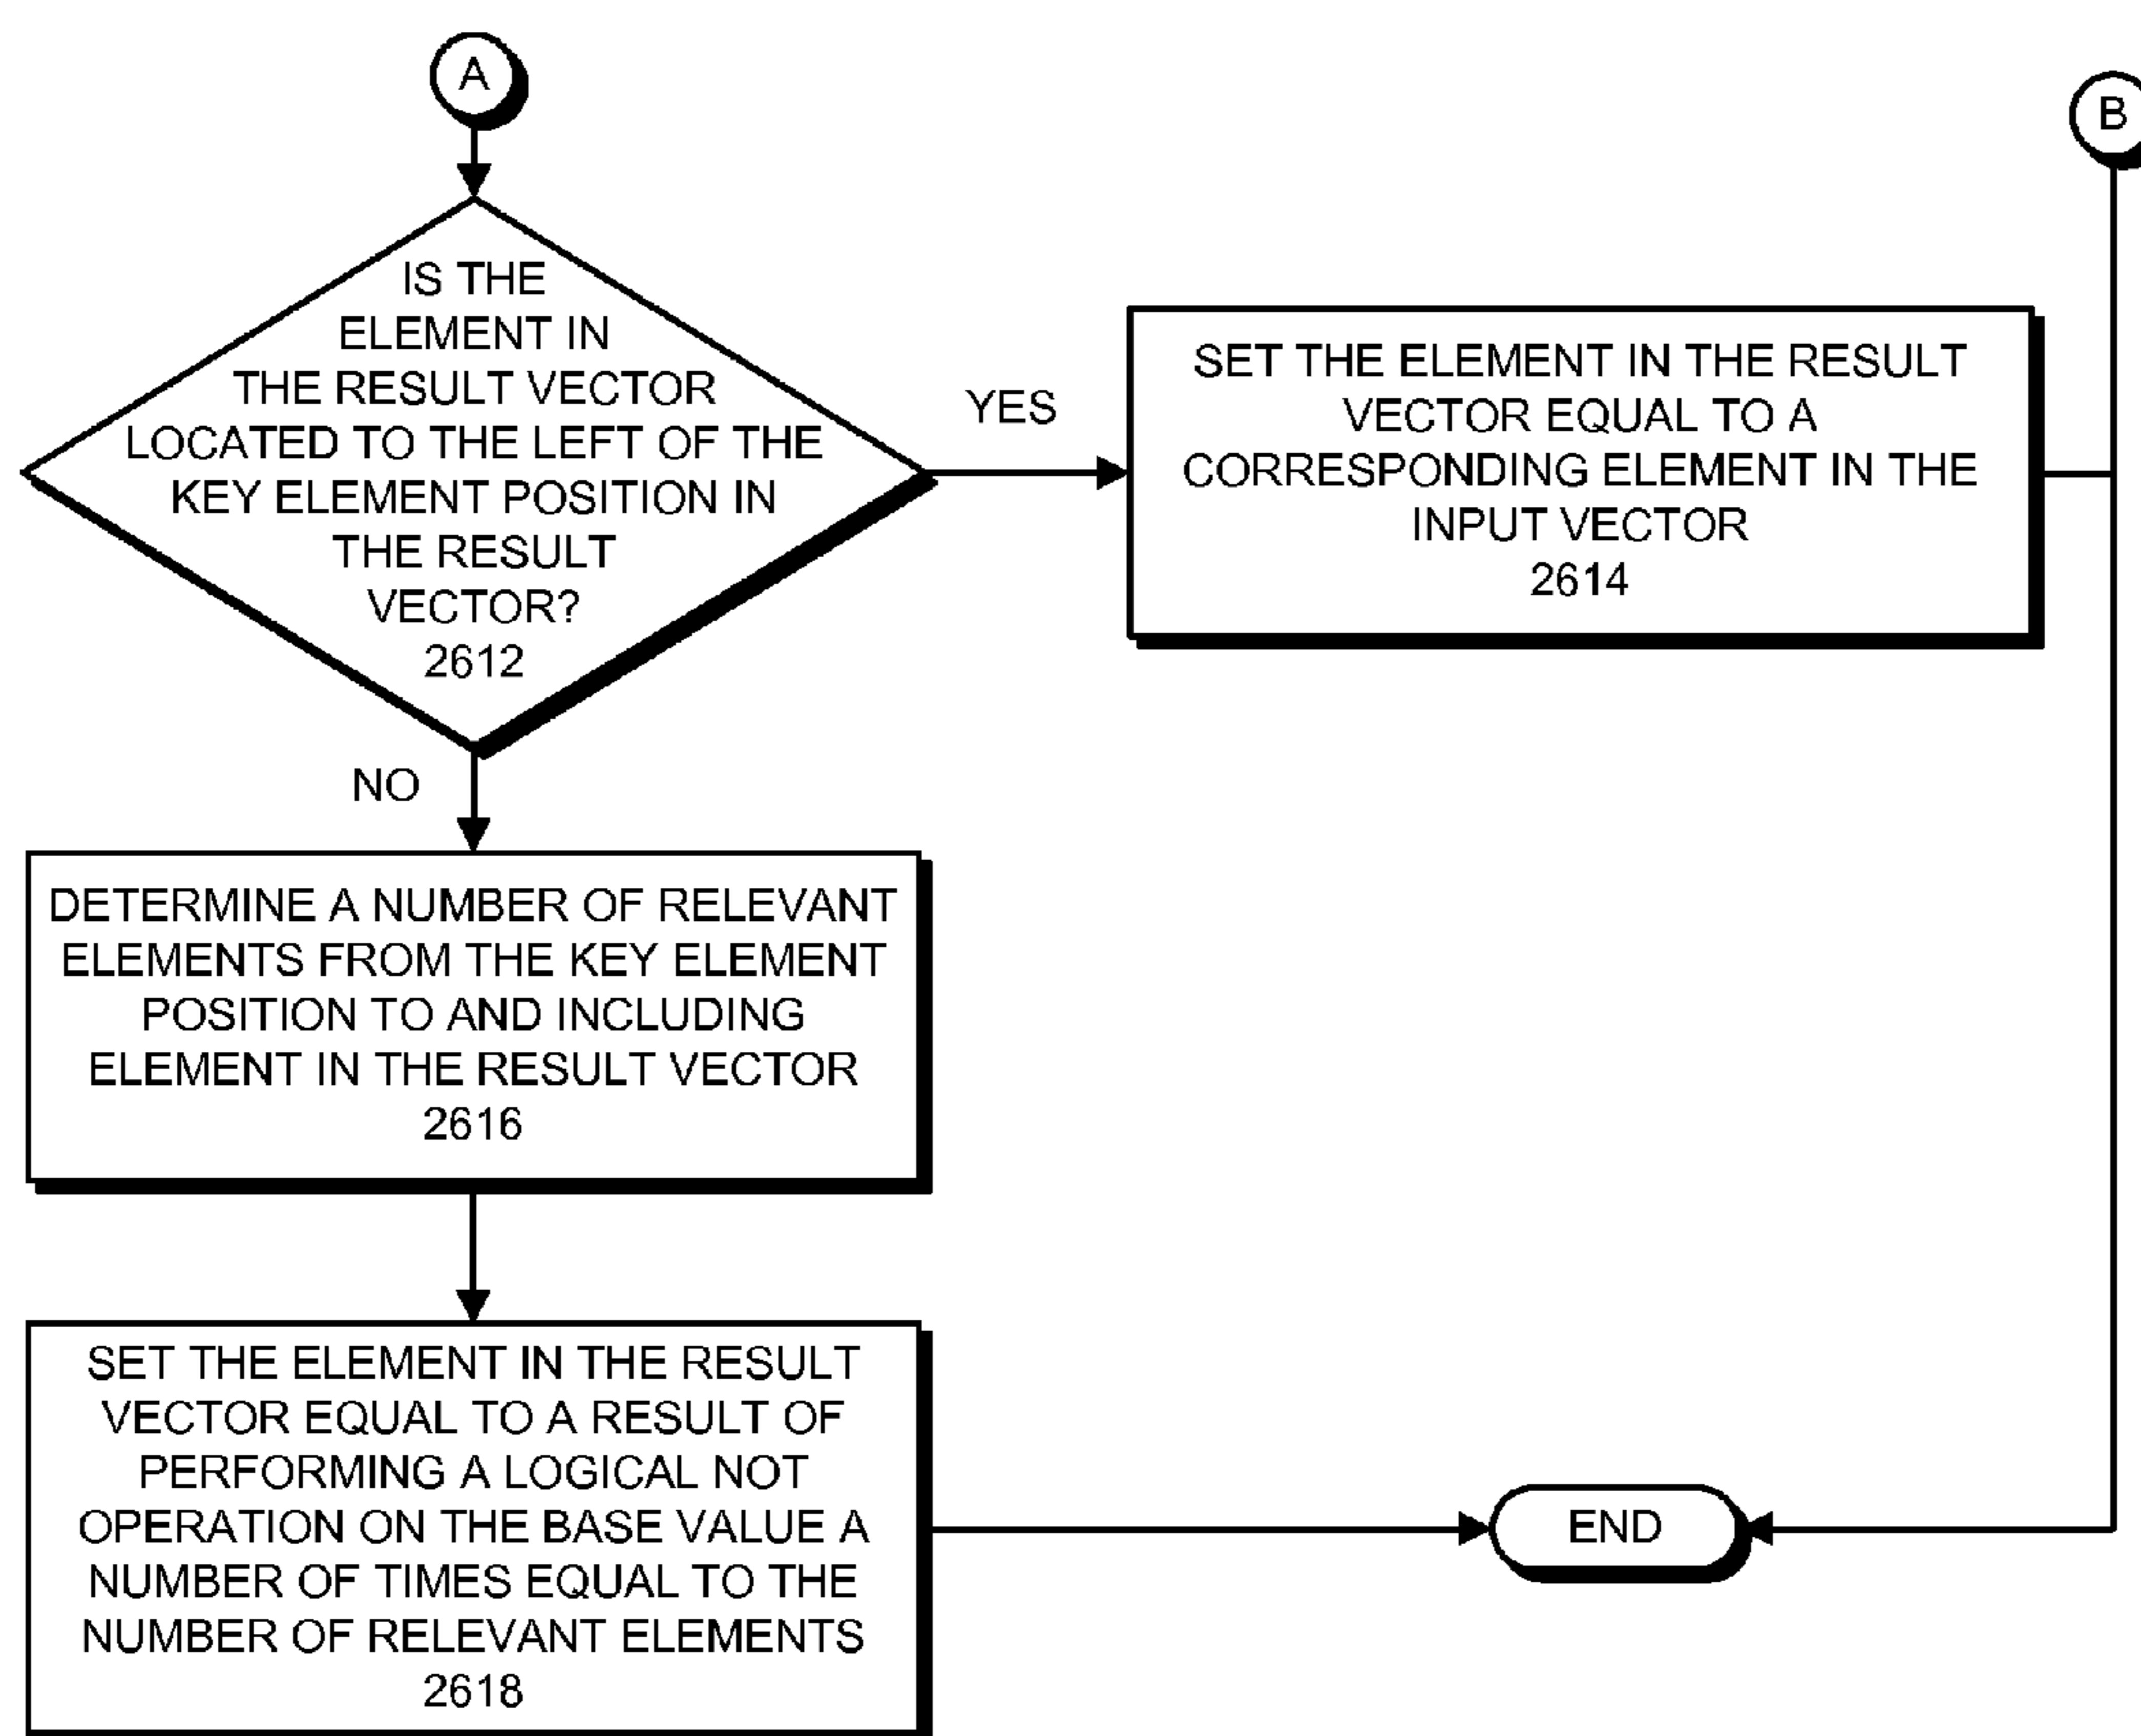 A
B
IS THE
ELEMENT IN
THE RESULT VECTOR
LOCATED TO THE LEFT OF THE
KEY ELEMENT POSITION IN
THE RESULT
VECTOR?
2612
YES
SET THE ELEMENT IN THE RESULT
VECTOR EQUAL TO A
CORRESPONDING ELEMENT IN THE
INPUT VECTOR
2614
NO
DETERMINE A NUMBER OF RELEVANT
ELEMENTS FROM THE KEY ELEMENT
POSITION TO AND INCLUDING
ELEMENT IN THE RESULT VECTOR
2616
SET THE ELEMENT IN THE RESULT
VECTOR EQUAL TO A RESULT OF
PERFORMING A LOGICAL NOT
OPERATION ON THE BASE VALUE A
NUMBER OF TIMES EQUAL TO THE
NUMBER OF RELEVANT ELEMENTS
2618
END